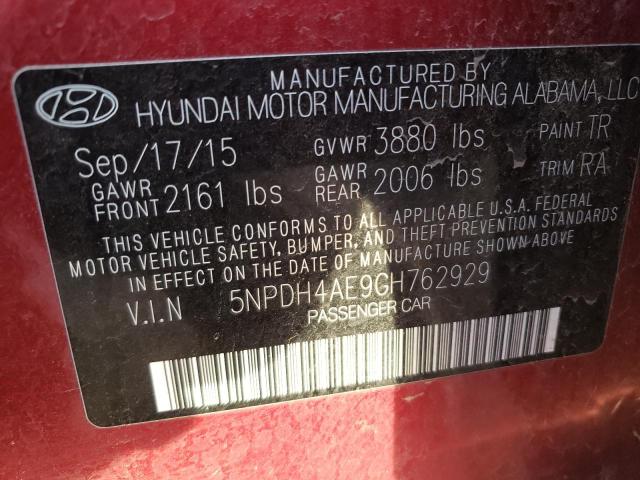 MANUFACTURED BY
HYUNDAI MOTOR MANUFACTURING ALABAMA, LLC
Sep/17/15 GVWR 3880 lbs PAINT TR
GAWR FRONT 2161 lbs GAWR REAR 2006 lbs TRIM RA
THIS VEHICLE CONFORMS TO ALL APPLICABLE U.S.A. FEDERAL
MOTOR VEHICLE SAFETY, BUMPER, AND THEFT PREVENTION STANDARDS
IN EFFECT ON THE DATE OF MANUFACTURE SHOWN ABOVE
V.I.N 5NPDH4AE9GH762929
PASSENGER CAR